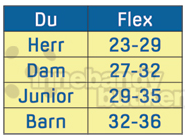 Du Flex
Herr 23-29
Dam 27-32
Junior 29-35
Barn 32-36